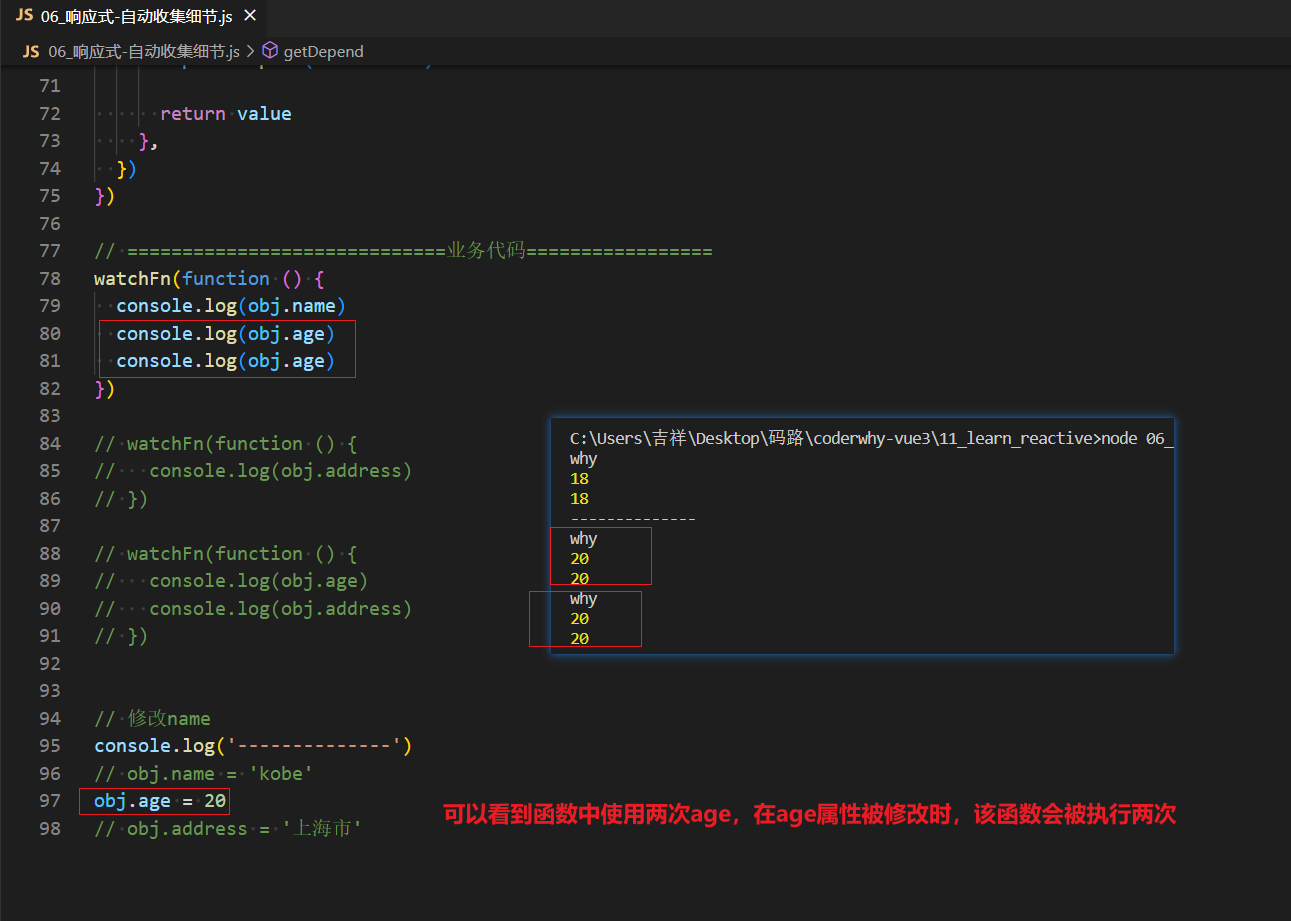 JS 06_响应式-自动收集细节.js ×
JS 06_响应式-自动收集细节.js > getDepend
71
72 return value
73 },
74 })
75 })
76
77 // =============================业务代码=================
78 watchFn(function () {
79 console.log(obj.name)
80 console.log(obj.age)
81 console.log(obj.age)
82 })
83
84 // watchFn(function () {
85 //   console.log(obj.address)
86 // })
87
88 // watchFn(function () {
89 //   console.log(obj.age)
90 //   console.log(obj.address)
91 // })
92
93
94 // 修改name
95 console.log('--------------')
96 // obj.name = 'kobe'
97 obj.age = 20
98 // obj.address = '上海市'
C:\Users\吉祥\Desktop\码路\coderwhy-vue3\11_learn_reactive>node 06_
why
18
18
--------------
why
20
20
why
20
20
可以看到函数中使用两次age，在age属性被修改时，该函数会被执行两次